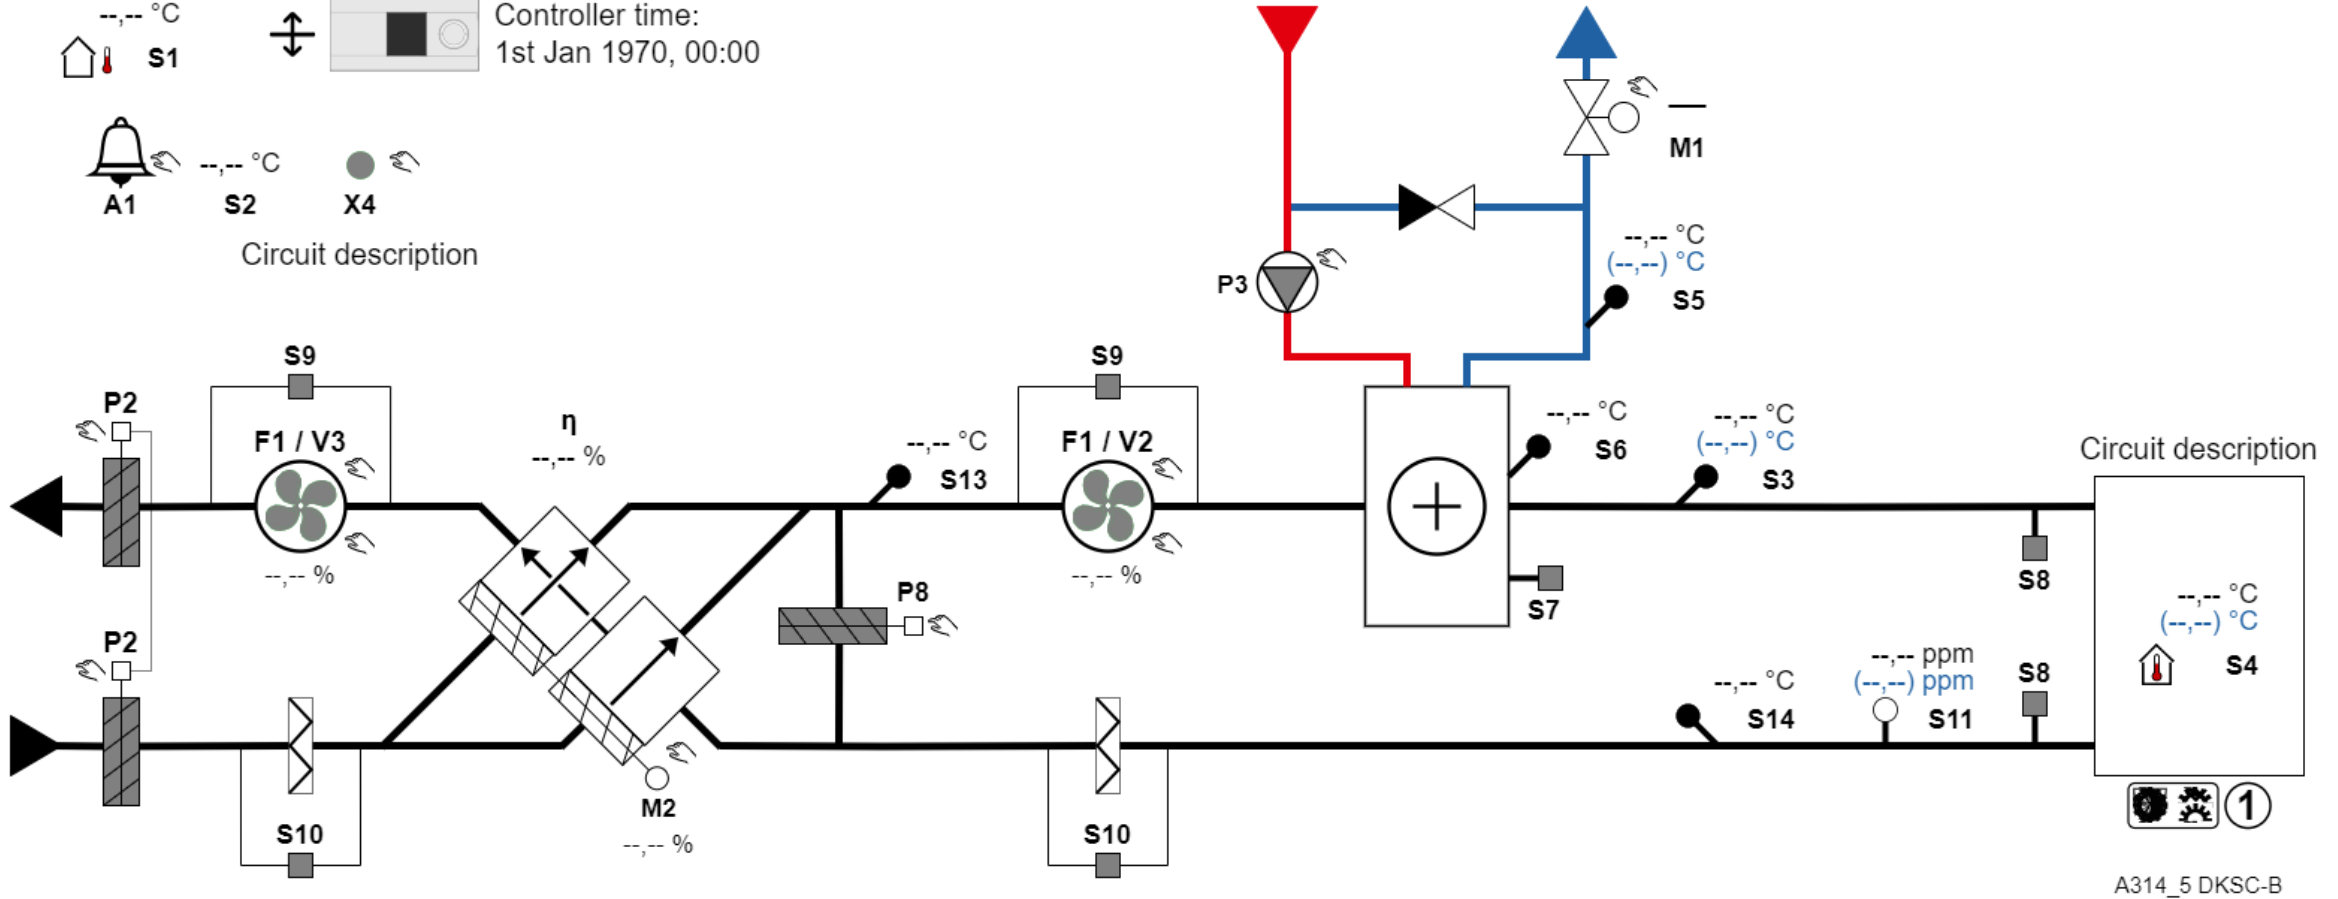 --,-- °C
S1
Controller time:
1st Jan 1970, 00:00
A1
--,-- °C
S2
X4
Circuit description
M1
--,-- °C
(--,--) °C
S5
P3
S9
S9
P2
F1 / V3
η
--,-- %
--,-- °C
S13
F1 / V2
--,-- °C
S6
--,-- °C
(--,--) °C
S3
Circuit description
--,-- %
--,-- %
P8
S7
S8
--,-- °C
(--,--) °C
S4
P2
--,-- °C
S14
--,-- ppm
(--,--) ppm
S11
S8
M2
--,-- %
S10
S10
1
A314_5 DKSC-B